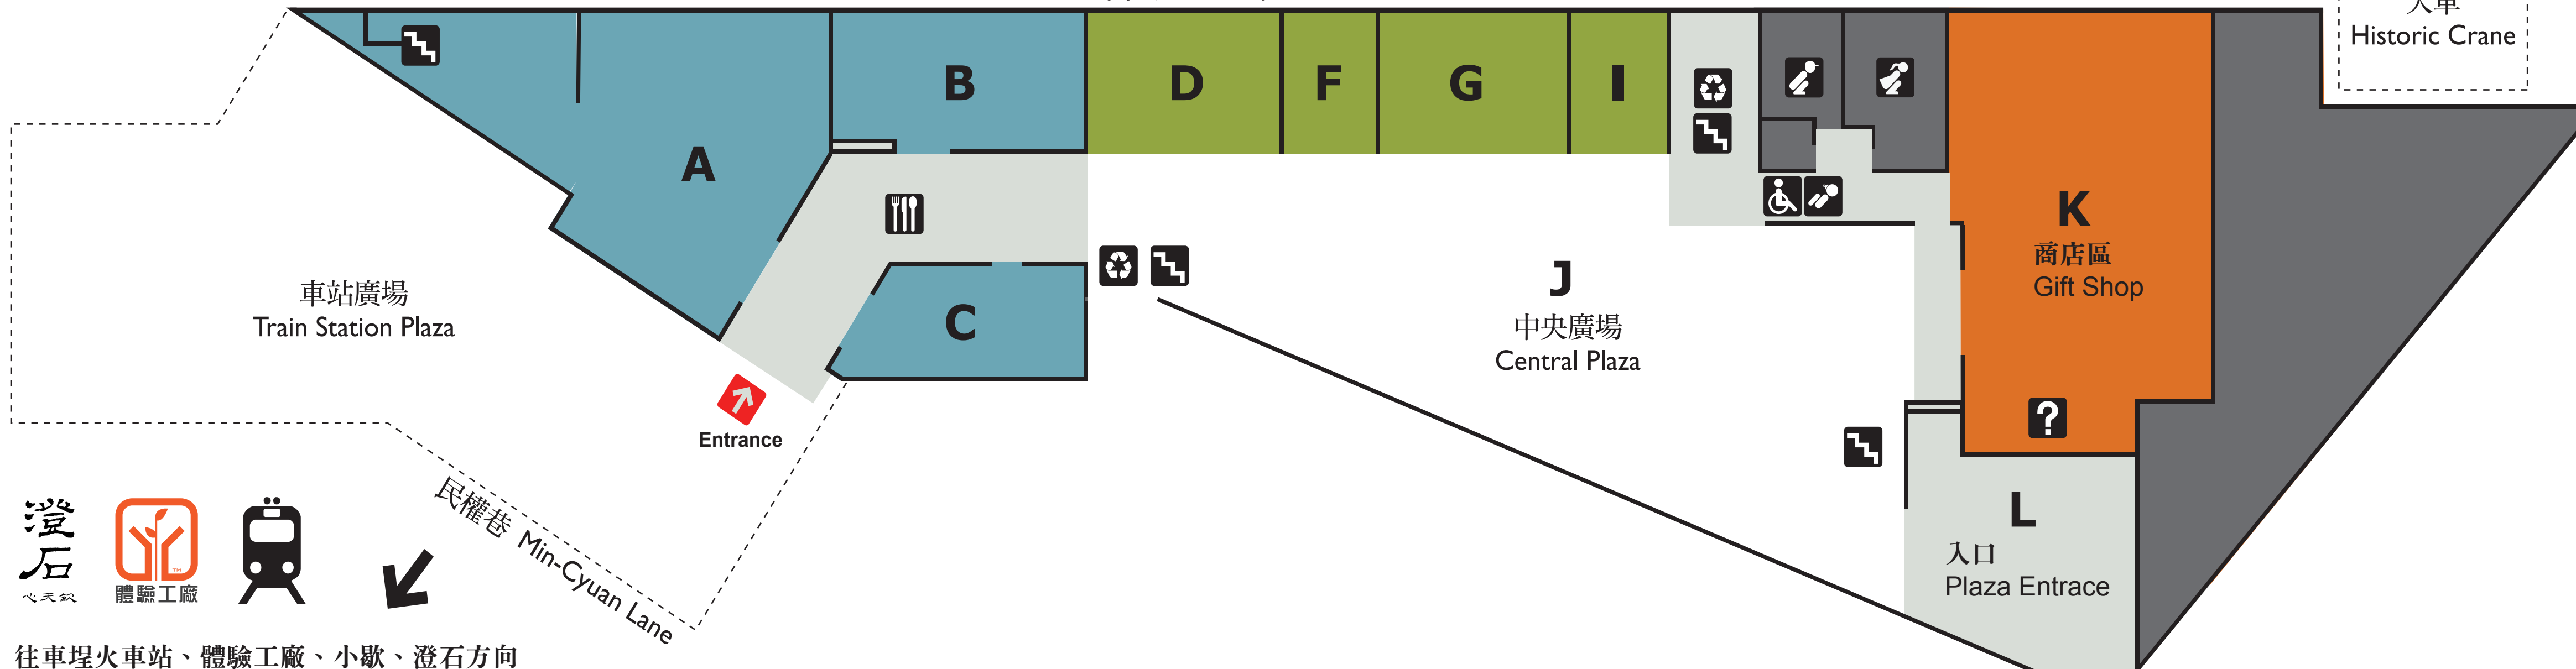 Historic Crane
B
D
F
G
I
A
K
商店區
Gift Shop
C
J
中央廣場
Central Plaza
車站廣場
Train Station Plaza
Entrance
?
L
入口
Plaza Entrace
民權巷 Min-Cyuan Lane
澄石
體驗工廠
TM
往車埕火車站、體驗工廠、小歇、澄石方向